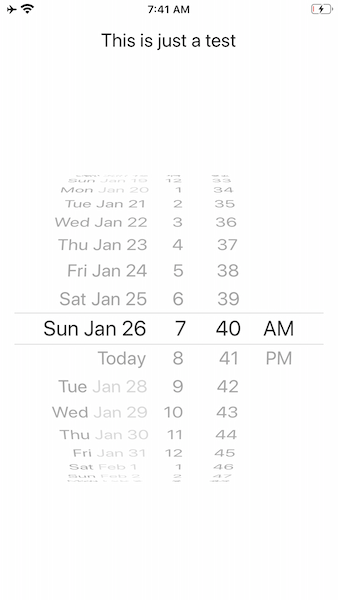 7:41 AM
This is just a test
Sun Jan 19 12 33
Mon Jan 20 1 34
Tue Jan 21 2 35
Wed Jan 22 3 36
Thu Jan 23 4 37
Fri Jan 24 5 38
Sat Jan 25 6 39
Sun Jan 26 7 40 AM
Today 8 41 PM
Tue Jan 28 9 42
Wed Jan 29 10 43
Thu Jan 30 11 44
Fri Jan 31 12 45
Sat Feb 1 1 46
Sun Feb 2 2 47